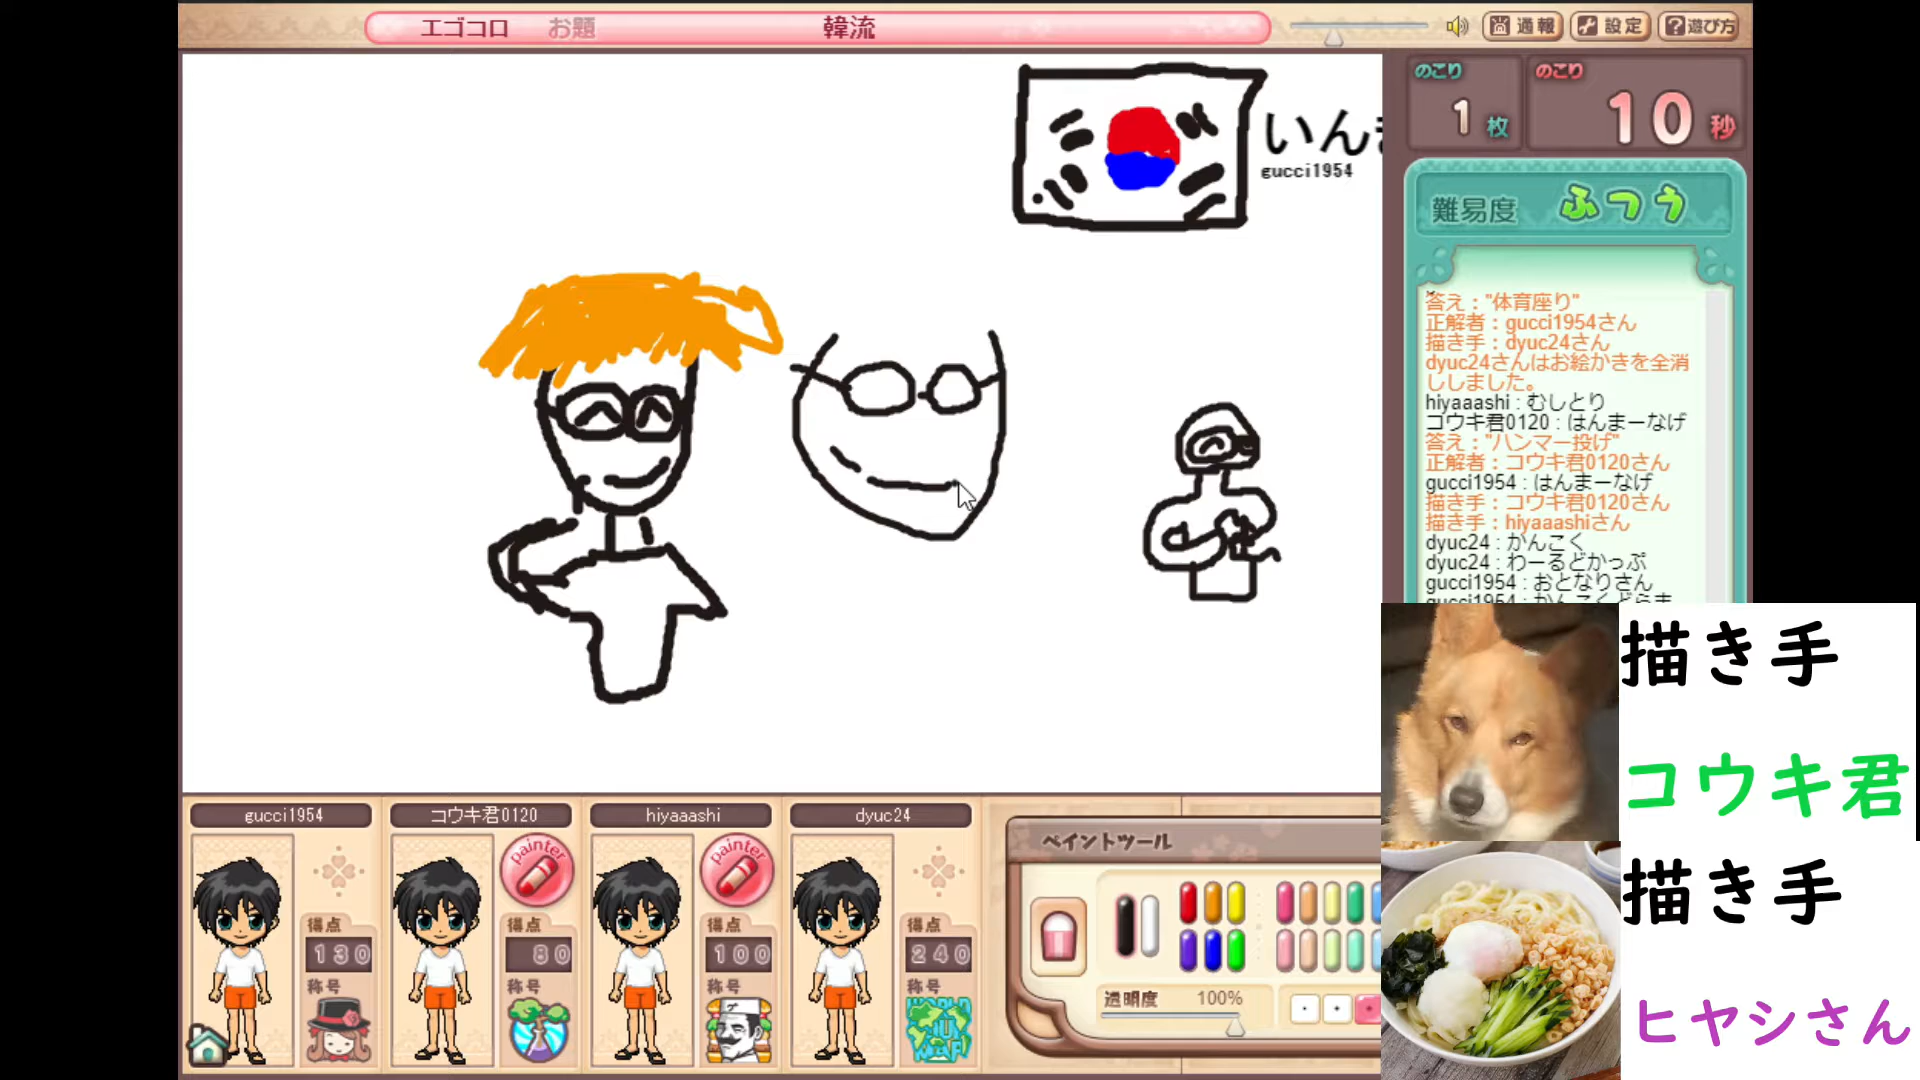 エゴコロ お題 韓流
通報 設定 遊び方
のこり 1枚
のこり 10秒
難易度 ふつう
いん
gucci1954
答え："体育座り"
正解者：gucci1954さん
描き手：dyuc24さん
dyuc24さんはお絵かきを全消
ししました。
hiyaaashi : むしとり
コウキ君0120 : はんまーなげ
答え："ハンマー投げ"
正解者：コウキ君0120さん
gucci1954 : はんまーなげ
描き手：コウキ君0120さん
描き手：hiyaaashiさん
dyuc24 : かんこく
dyuc24 : わーるどかっぷ
gucci1954 : おとなりさん
gucci1954 : かんこくどらま
描き手
コウキ君
描き手
ヒヤシさん
gucci1954 コウキ君0120 hiyaaashi dyuc24
painter painter
得点 得点 得点 得点
130 80 100 240
称号 称号 称号 称号
ペイントツール
透明度 100%